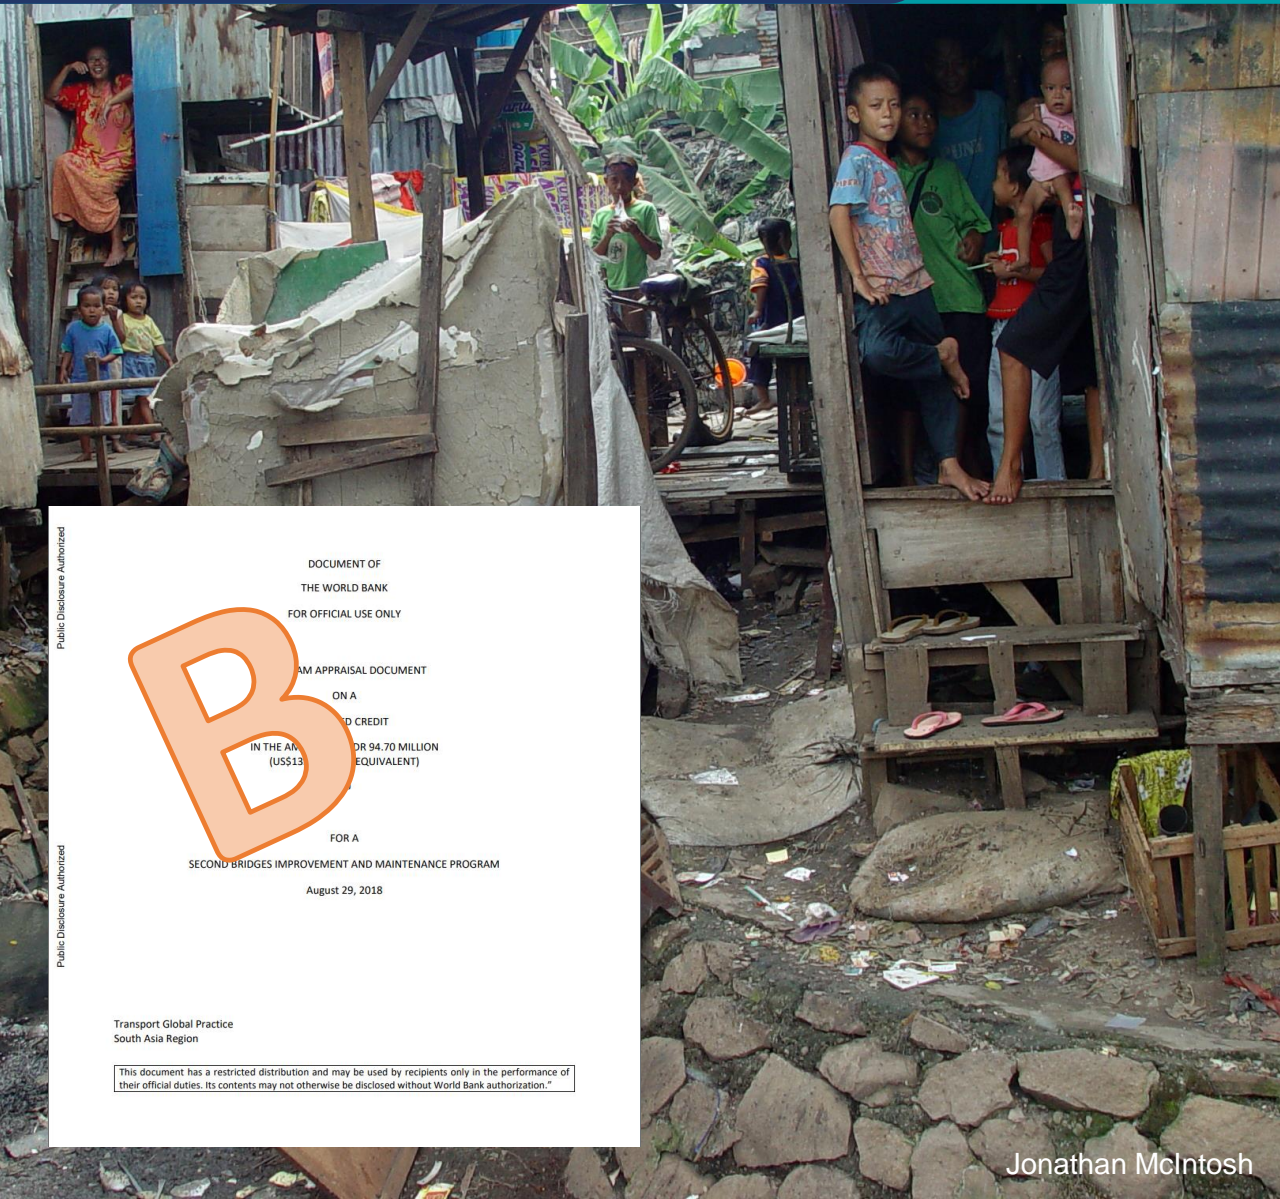 Public Disclosure Authorized
Public Disclosure Authorized
DOCUMENT OF
THE WORLD BANK
FOR OFFICIAL USE ONLY
AM APPRAISAL DOCUMENT
ON A
D CREDIT
IN THE AM OR 94.70 MILLION
(US$13 EQUIVALENT)
B
FOR A
SECOND BRIDGES IMPROVEMENT AND MAINTENANCE PROGRAM
August 29, 2018
Transport Global Practice
South Asia Region
This document has a restricted distribution and may be used by recipients only in the performance of
their official duties. Its contents may not otherwise be disclosed without World Bank authorization.”
Jonathan McIntosh